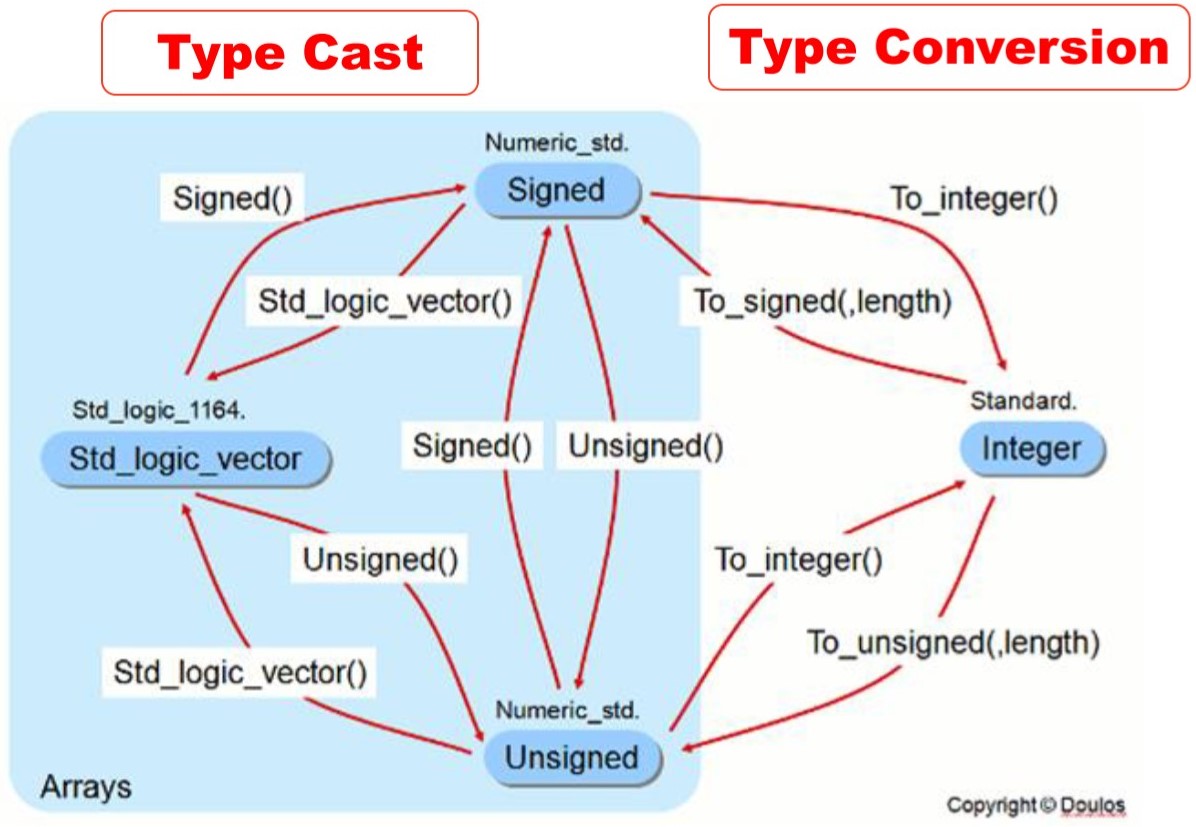 Type Cast
Type Conversion
Numeric_std.
Signed
Signed()
To_integer()
Std_logic_vector()
To_signed(,length)
Std_logic_1164.
Std_logic_vector
Signed()
Unsigned()
Standard.
Integer
Unsigned()
To_integer()
Std_logic_vector()
To_unsigned(,length)
Numeric_std.
Unsigned
Arrays
Copyright © Doulos